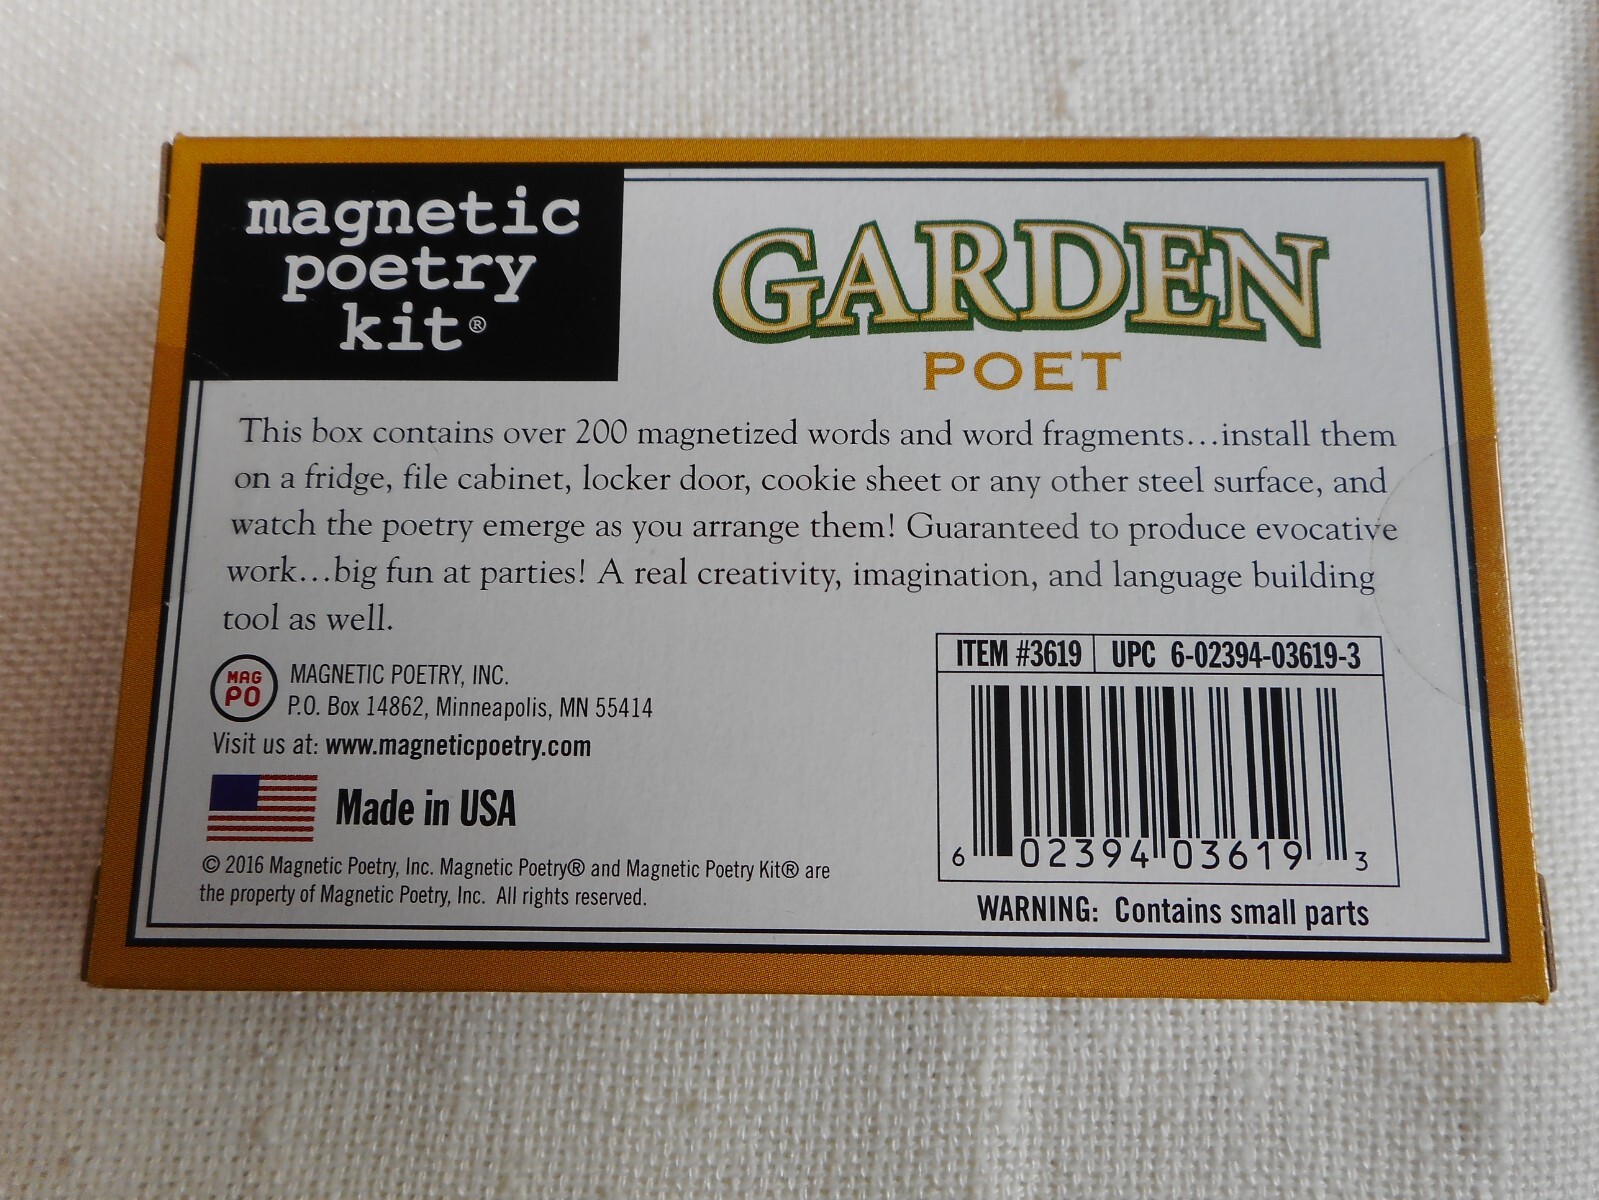 magnetic
poetry
kit®
GARDEN
POET
This box contains over 200 magnetized words and word fragments...install them
on a fridge, file cabinet, locker door, cookie sheet or any other steel surface, and
watch the poetry emerge as you arrange them! Guaranteed to produce evocative
work...big fun at parties! A real creativity, imagination, and language building
tool as well.
MAG
PO
MAGNETIC POETRY, INC.
P.O. Box 14862, Minneapolis, MN 55414
Visit us at: www.magneticpoetry.com
Made in USA
© 2016 Magnetic Poetry, Inc. Magnetic Poetry® and Magnetic Poetry Kit® are
the property of Magnetic Poetry, Inc. All rights reserved.
ITEM #3619 UPC 6-02394-03619-3
6 02394 03619 3
WARNING: Contains small parts